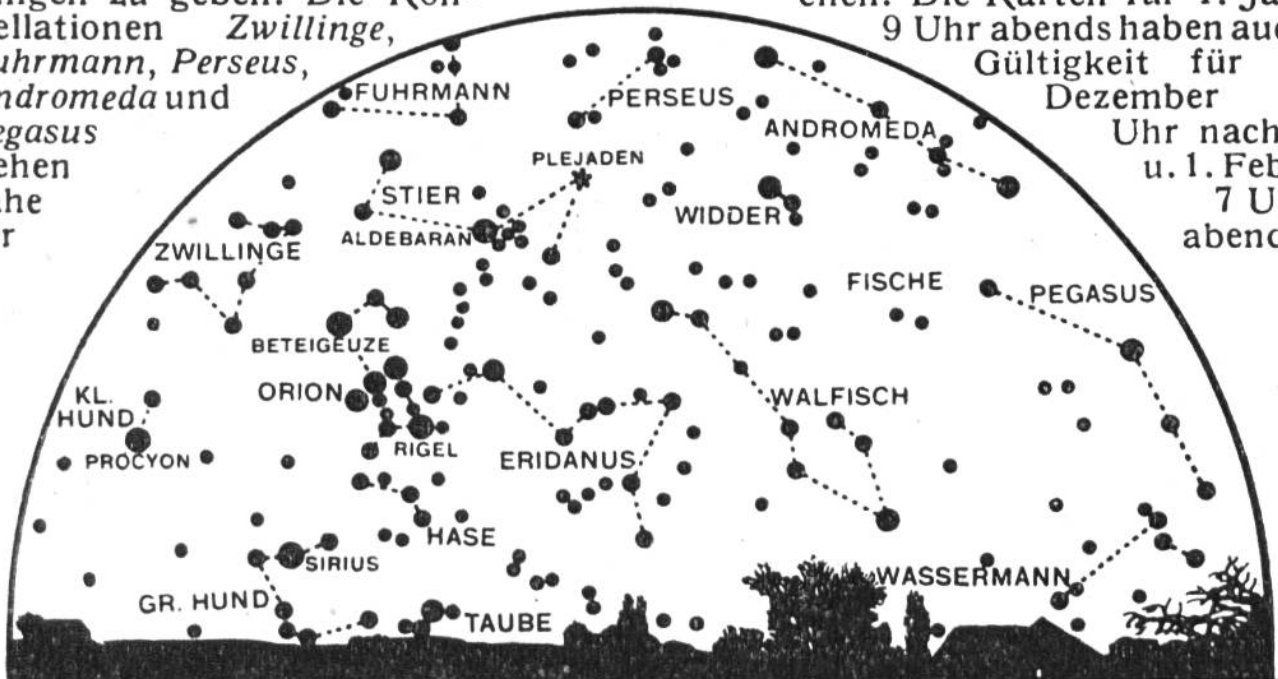 ellationen Zwillinge,
uhrmann, Perseus,
ndromeda und
egasus
ehen
he
r
9 Uhr abends haben auc
Gültigkeit für
Dezember
Uhr nach
u. 1. Feb
7 U
abend
FUHRMANN
PERSEUS
ANDROMEDA
PLEJADEN
STIER
WIDDER
ALDEBARAN
ZWILLINGE
FISCHE
PEGASUS
BETEIGEUZE
ORION
KL.
HUND
WALFISCH
RIGEL
PROCYON
ERIDANUS
HASE
SIRIUS
WASSERMANN
GR. HUND
TAUBE